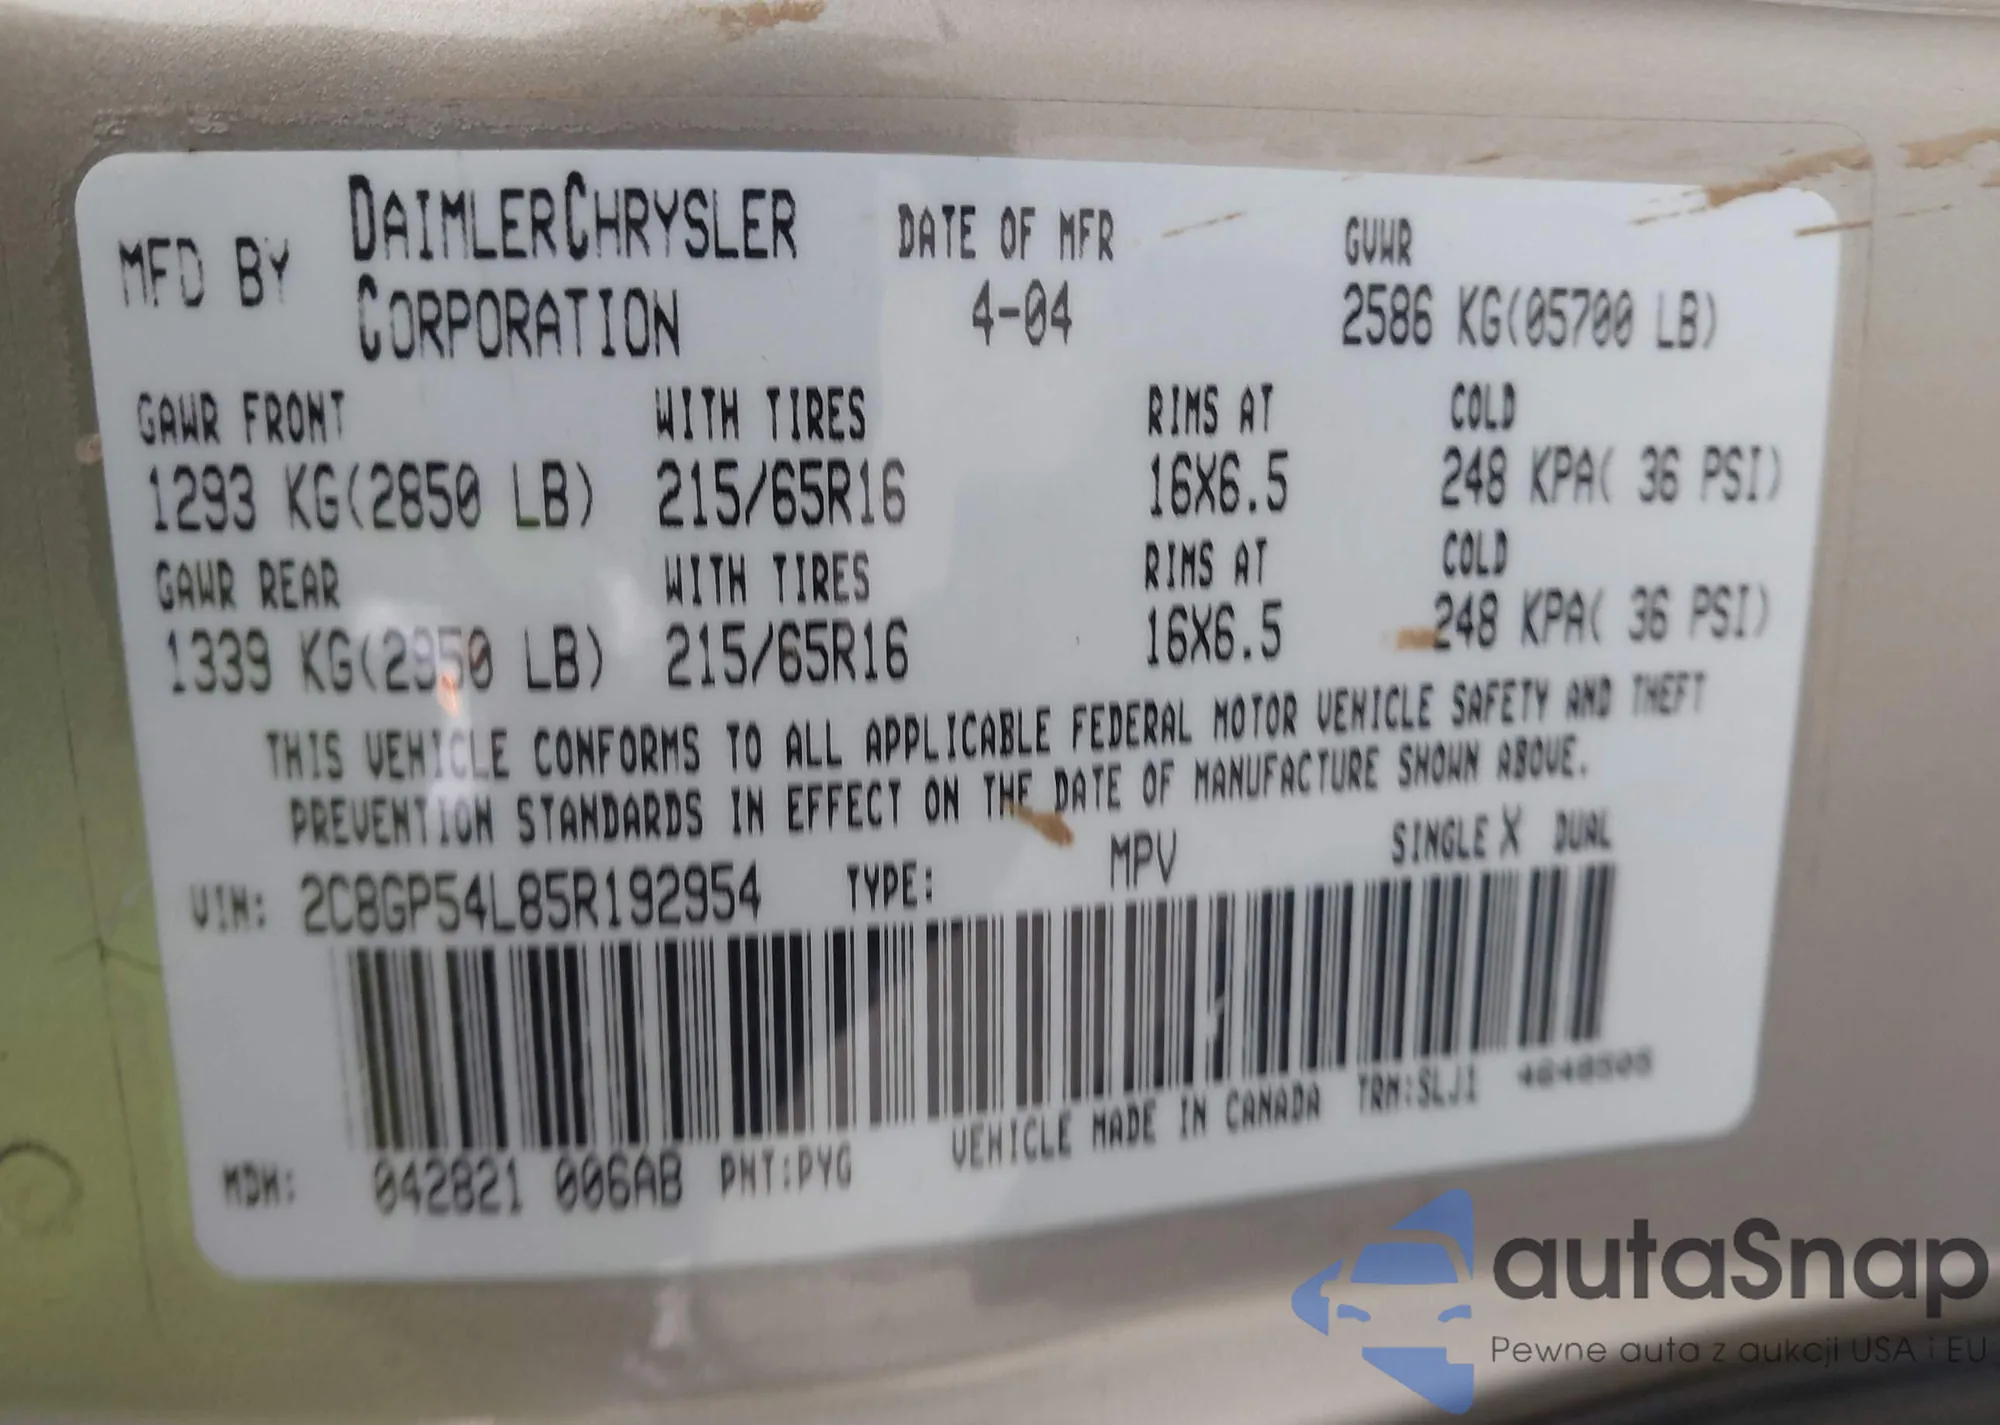 MFD BY DAIMLERCHRYSLER CORPORATION DATE OF MFR 4-04 GVWR 2586 KG(05700 LB)
GAWR FRONT WITH TIRES RIMS AT COLD
1293 KG(2850 LB) 215/65R16 16X6.5 248 KPA( 36 PSI)
GAWR REAR WITH TIRES RIMS AT COLD
1339 KG(2950 LB) 215/65R16 16X6.5 248 KPA( 36 PSI)
THIS VEHICLE CONFORMS TO ALL APPLICABLE FEDERAL MOTOR VEHICLE SAFETY AND THEFT
PREVENTION STANDARDS IN EFFECT ON THE DATE OF MANUFACTURE SHOWN ABOVE.
VIN: 2C8GP54L85R192954 TYPE: MPV SINGLE X DUAL
MDH: 042821 006AB PNT:PYG VEHICLE MADE IN CANADA TRM:SLJ1
autaSnap
Pewne auta z aukcji USA i EU